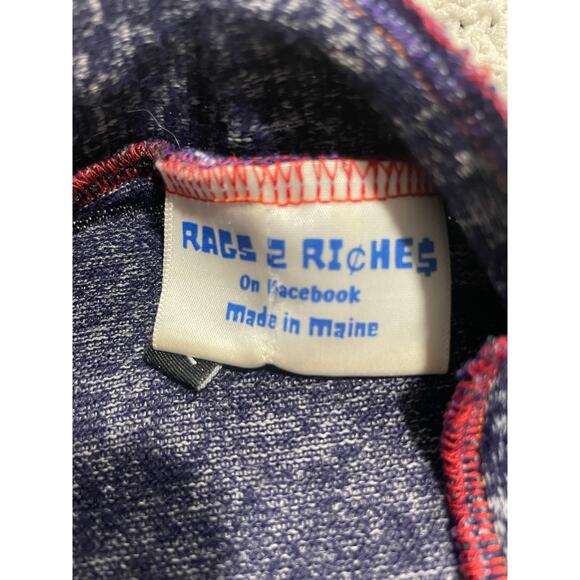 RAGS 2 RI¢HE$
On Facebook
Made in Maine